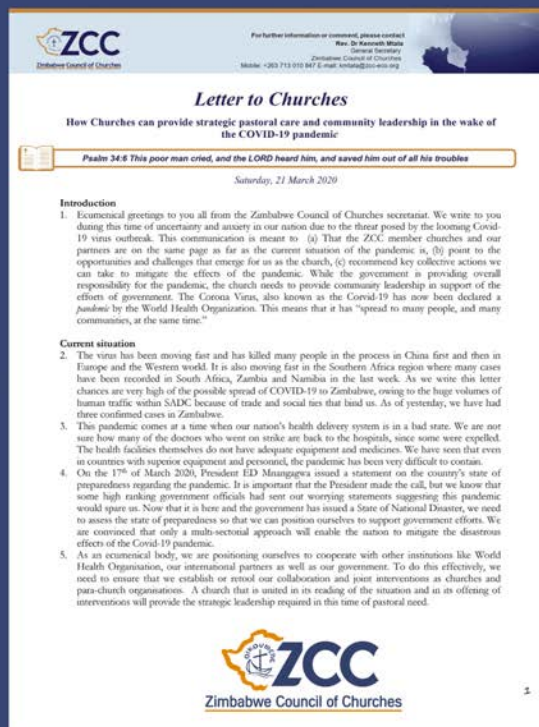 ZCC
Zimbabwe Council of Churches
For further information or comment, please contact
Rev. Dr Kenneth Mtata
General Secretary
Zimbabwe Council of Churches
Mobile: +263 713 010 847 E-mail: kmtata@zcc-eco.org
Letter to Churches
How Churches can provide strategic pastoral care and community leadership in the wake of
the COVID-19 pandemic
Psalm 34:6 This poor man cried, and the LORD heard him, and saved him out of all his troubles
Saturday, 21 March 2020
Introduction
1. Ecumenical greetings to you all from the Zimbabwe Council of Churches secretariat. We write to you
during this time of uncertainty and anxiety in our nation due to the threat posed by the looming Covid-
19 virus outbreak. This communication is meant to (a) That the ZCC member churches and our
partners are on the same page as far as the current situation of the pandemic is, (b) point to the
opportunities and challenges that emerge for us as the church, (c) recommend key collective actions we
can take to mitigate the effects of the pandemic. While the government is providing overall
responsibility for the pandemic, the church needs to provide community leadership in support of the
efforts of government. The Corona Virus, also known as the Corvid-19 has now been declared a
pandemic by the World Health Organization. This means that it has "spread to many people, and many
communities, at the same time."
Current situation
2. The virus has been moving fast and has killed many people in the process in China first and then in
Europe and the Western world. It is also moving fast in the Southern Africa region where many cases
have been recorded in South Africa, Zambia and Namibia in the last week. As we write this letter
chances are very high of the possible spread of COVID-19 to Zimbabwe, owing to the huge volumes of
human traffic within SADC because of trade and social ties that bind us. As of yesterday, we have had
three confirmed cases in Zimbabwe.
3. This pandemic comes at a time when our nation's health delivery system is in a bad state. We are not
sure how many of the doctors who went on strike are back to the hospitals, since some were expelled.
The health facilities themselves do not have adequate equipment and medicines. We have seen that even
in countries with superior equipment and personnel, the pandemic has been very difficult to contain.
4. On the 17th of March 2020, President ED Mnangagwa issued a statement on the country's state of
preparedness regarding the pandemic. It is important that the President made the call, but we know that
some high ranking government officials had sent out worrying statements suggesting this pandemic
would spare us. Now that it is here and the government has issued a State of National Disaster, we need
to assess the state of preparedness so that we can position ourselves to support government efforts. We
are convinced that only a multi-sectorial approach will enable the nation to mitigate the disastrous
effects of the Covid-19 pandemic.
5. As an ecumenical body, we are positioning ourselves to cooperate with other institutions like World
Health Organisation, our international partners as well as our government. To do this effectively, we
need to ensure that we establish or retool our collaboration and joint interventions as churches and
para-church organisations. A church that is united in its reading of the situation and in its offering of
interventions will provide the strategic leadership required in this time of pastoral need.
OIKOUMENE
ZCC
Zimbabwe Council of Churches
1